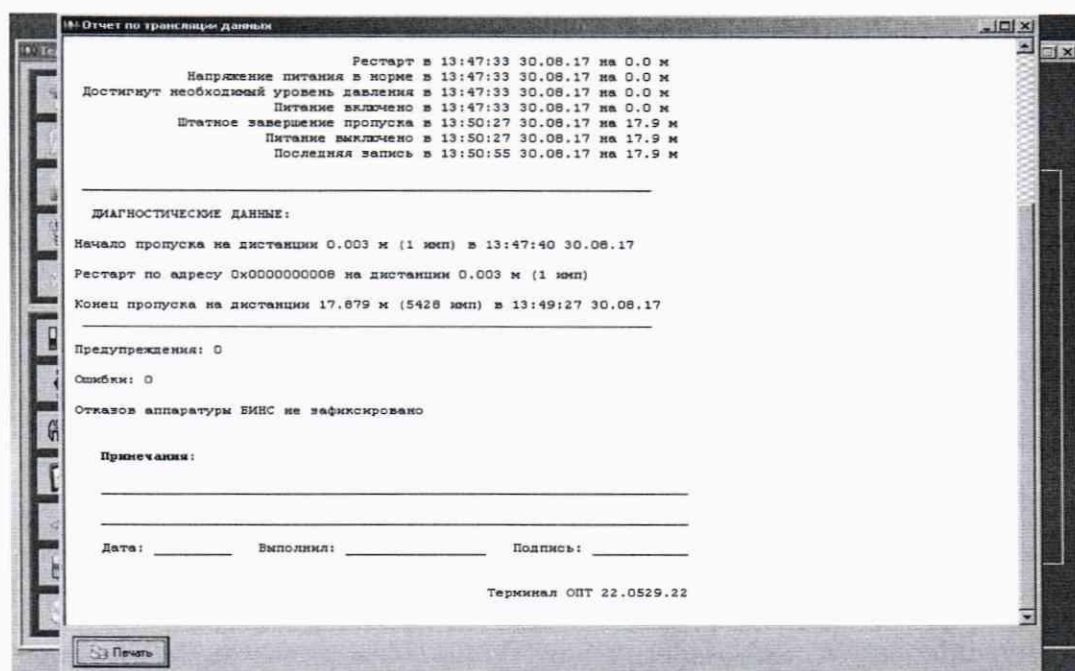 Отчет по трансляции данных
Рестарт в 13:47:33 30.08.17 на 0.0 м
Напряжение питания в норме в 13:47:33 30.08.17 на 0.0 м
Достигнут необходимый уровень давления в 13:47:33 30.08.17 на 0.0 м
Питание включено в 13:47:33 30.08.17 на 0.0 м
Штатное завершение пропуска в 13:50:27 30.08.17 на 17.9 м
Питание выключено в 13:50:27 30.08.17 на 17.9 м
Последняя запись в 13:50:55 30.08.17 на 17.9 м
ДИАГНОСТИЧЕСКИЕ ДАННЫЕ:
Начало пропуска на дистанции 0.003 м (1 имп) в 13:47:40 30.08.17
Рестарт по адресу 0x0000000008 на дистанции 0.003 м (1 имп)
Конец пропуска на дистанции 17.879 м (5428 имп) в 13:49:27 30.08.17
Предупреждения: 0
Ошибки: 0
Отказов аппаратуры БИНС не зафиксировано
Примечания:
Дата: Выполнил: Подпись:
Терминал ОПТ 22.0529.22
Печать